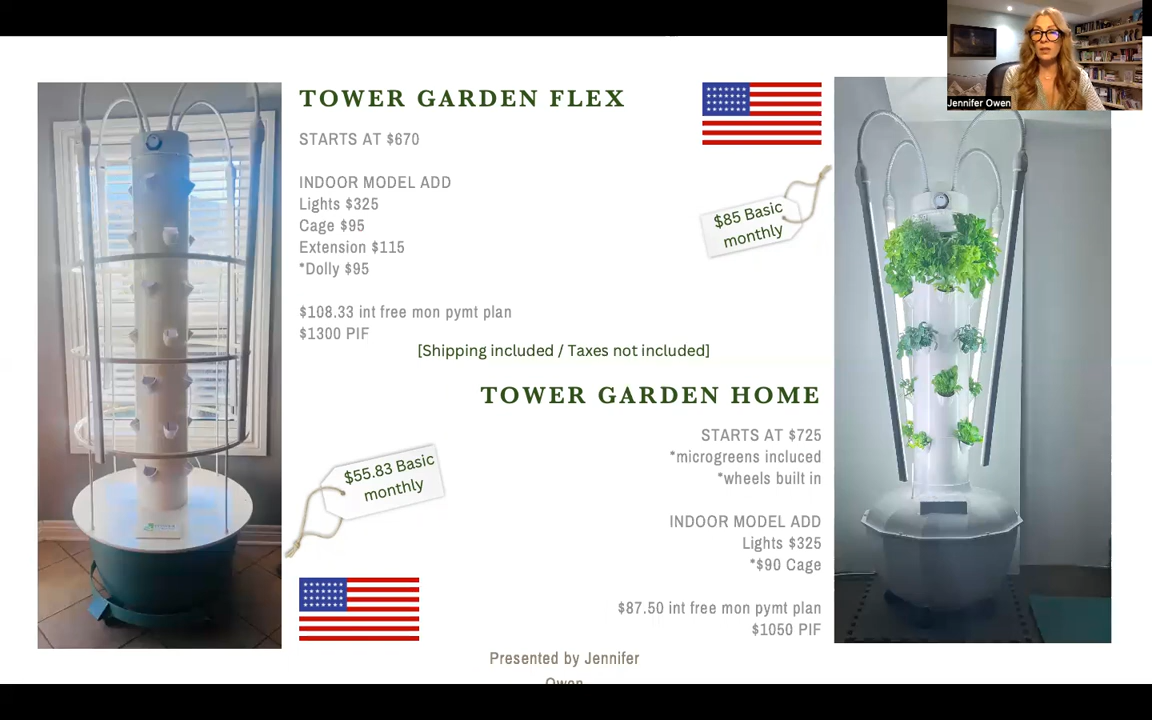 Jennifer Owen
TOWER GARDEN FLEX
STARTS AT $670
INDOOR MODEL ADD
Lights $325
Cage $95
Extension $115
*Dolly $95
$108.33 int free mon pymt plan
$1300 PIF
$85 Basic
monthly
[Shipping included / Taxes not included]
TOWER GARDEN HOME
STARTS AT $725
*microgreens incluced
*wheels built in
INDOOR MODEL ADD
Lights $325
*$90 Cage
$87.50 int free mon pymt plan
$1050 PIF
$55.83 Basic
monthly
Presented by Jennifer
Owen